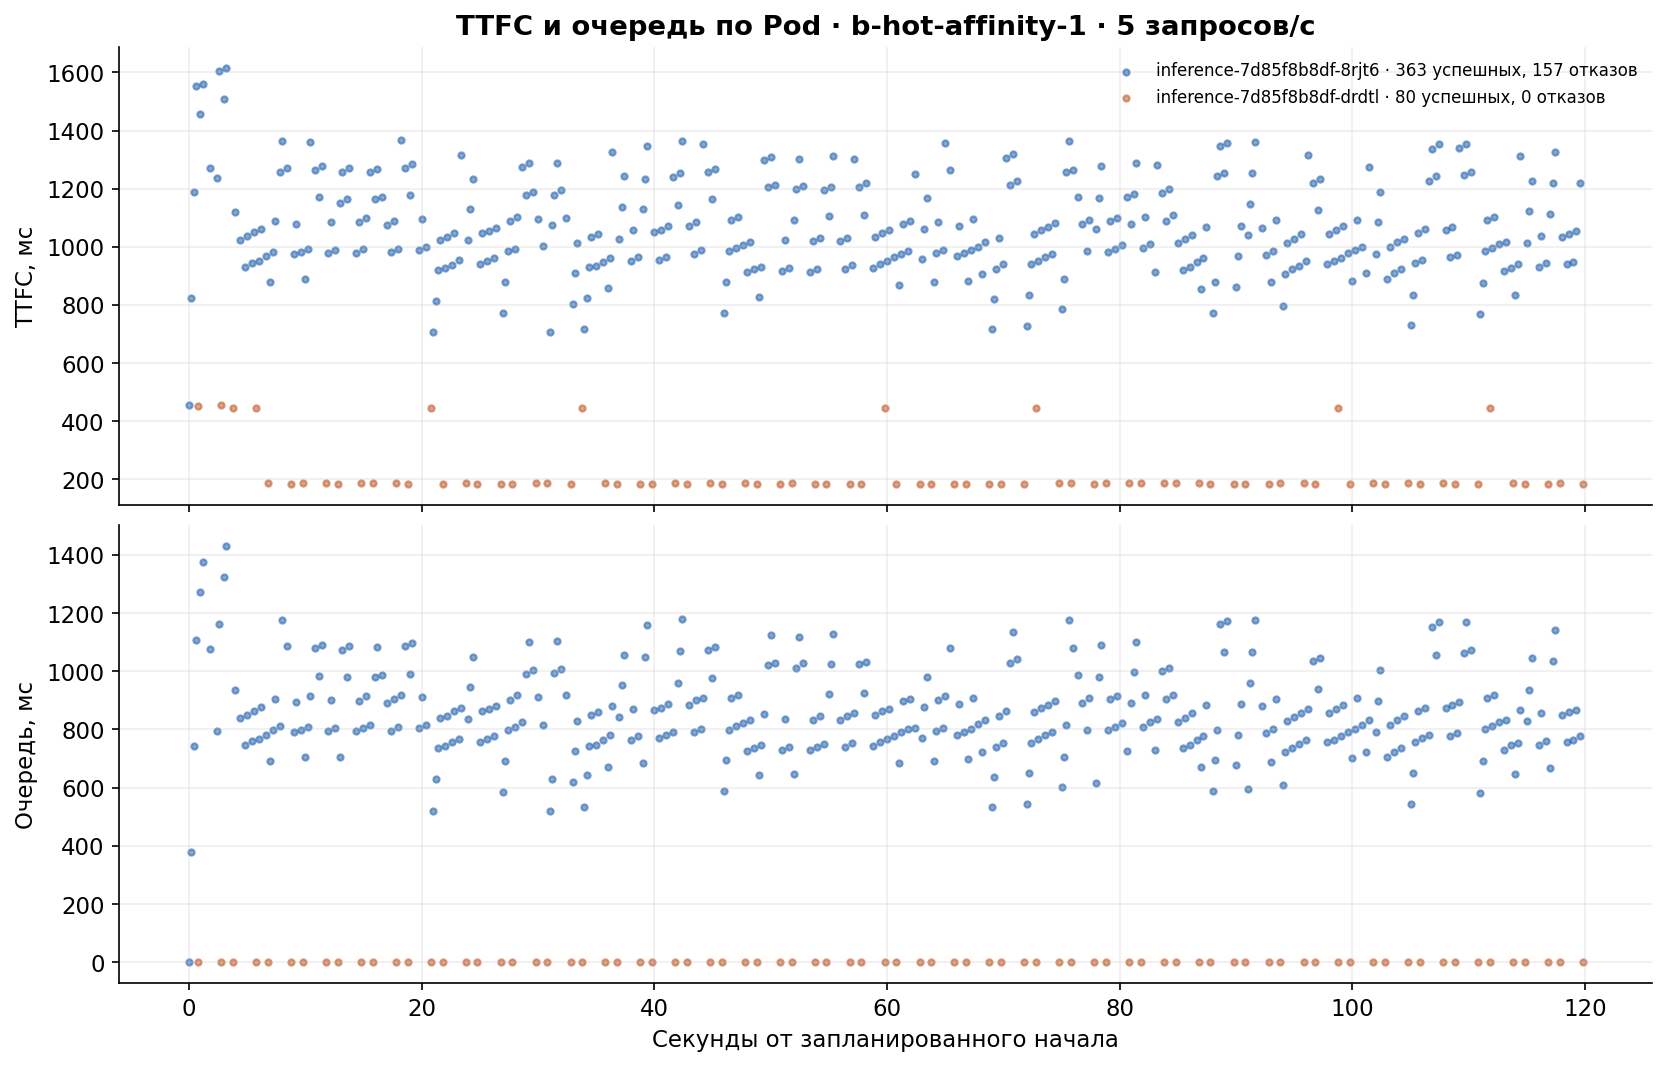 TTFC и очередь по Pod · b-hot-affinity-1 · 5 запросов/с
inference-7d85f8b8df-8rjt6 · 363 успешных, 157 отказов
inference-7d85f8b8df-drdtl · 80 успешных, 0 отказов
TTFC, мс
1600
1400
1200
1000
800
600
400
200
Очередь, мс
1400
1200
1000
800
600
400
200
0
0 20 40 60 80 100 120
Секунды от запланированного начала